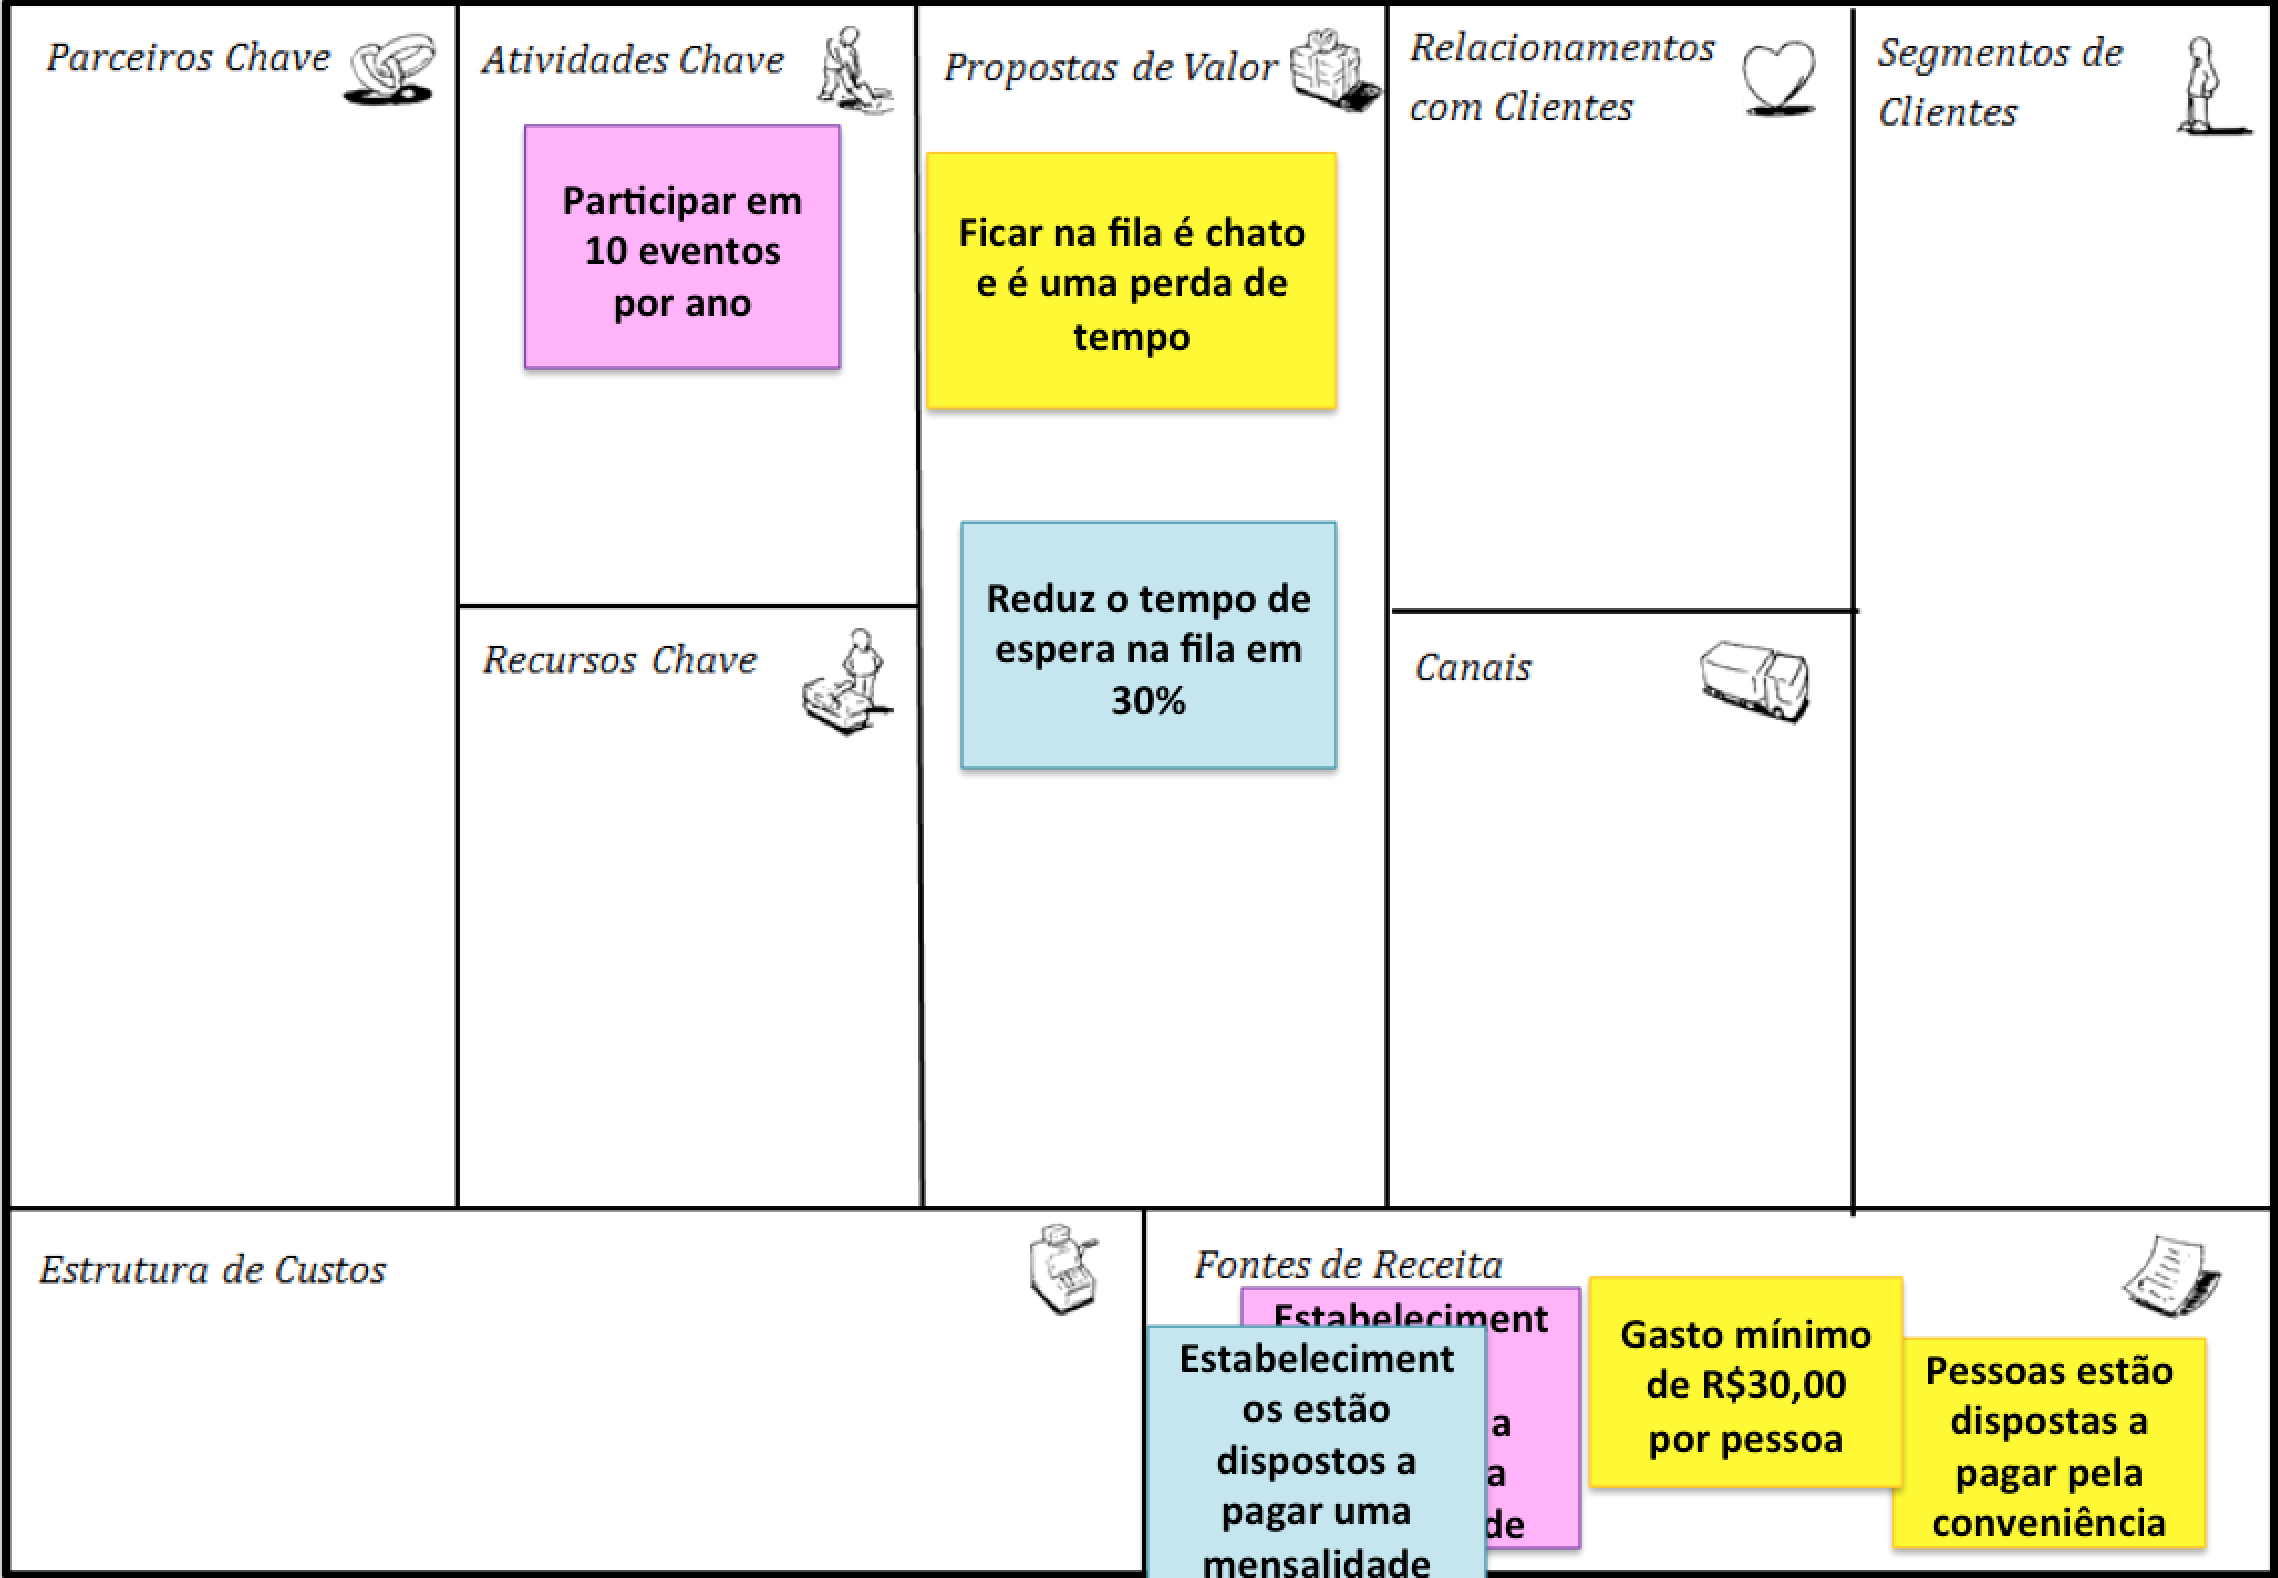 Parceiros Chave
Atividades Chave
Participar em
10 eventos
por ano
Recursos Chave
Propostas de Valor
Ficar na fila é chato
e é uma perda de
tempo
Reduz o tempo de
espera na fila em
30%
Relacionamentos
com Clientes
Canais
Segmentos de
Clientes
Estrutura de Custos
Fontes de Receita
Estabeleciment
a
a
de
Estabeleciment
os estão
dispostos a
pagar uma
mensalidade
Gasto mínimo
de R$30,00
por pessoa
Pessoas estão
dispostas a
pagar pela
conveniência